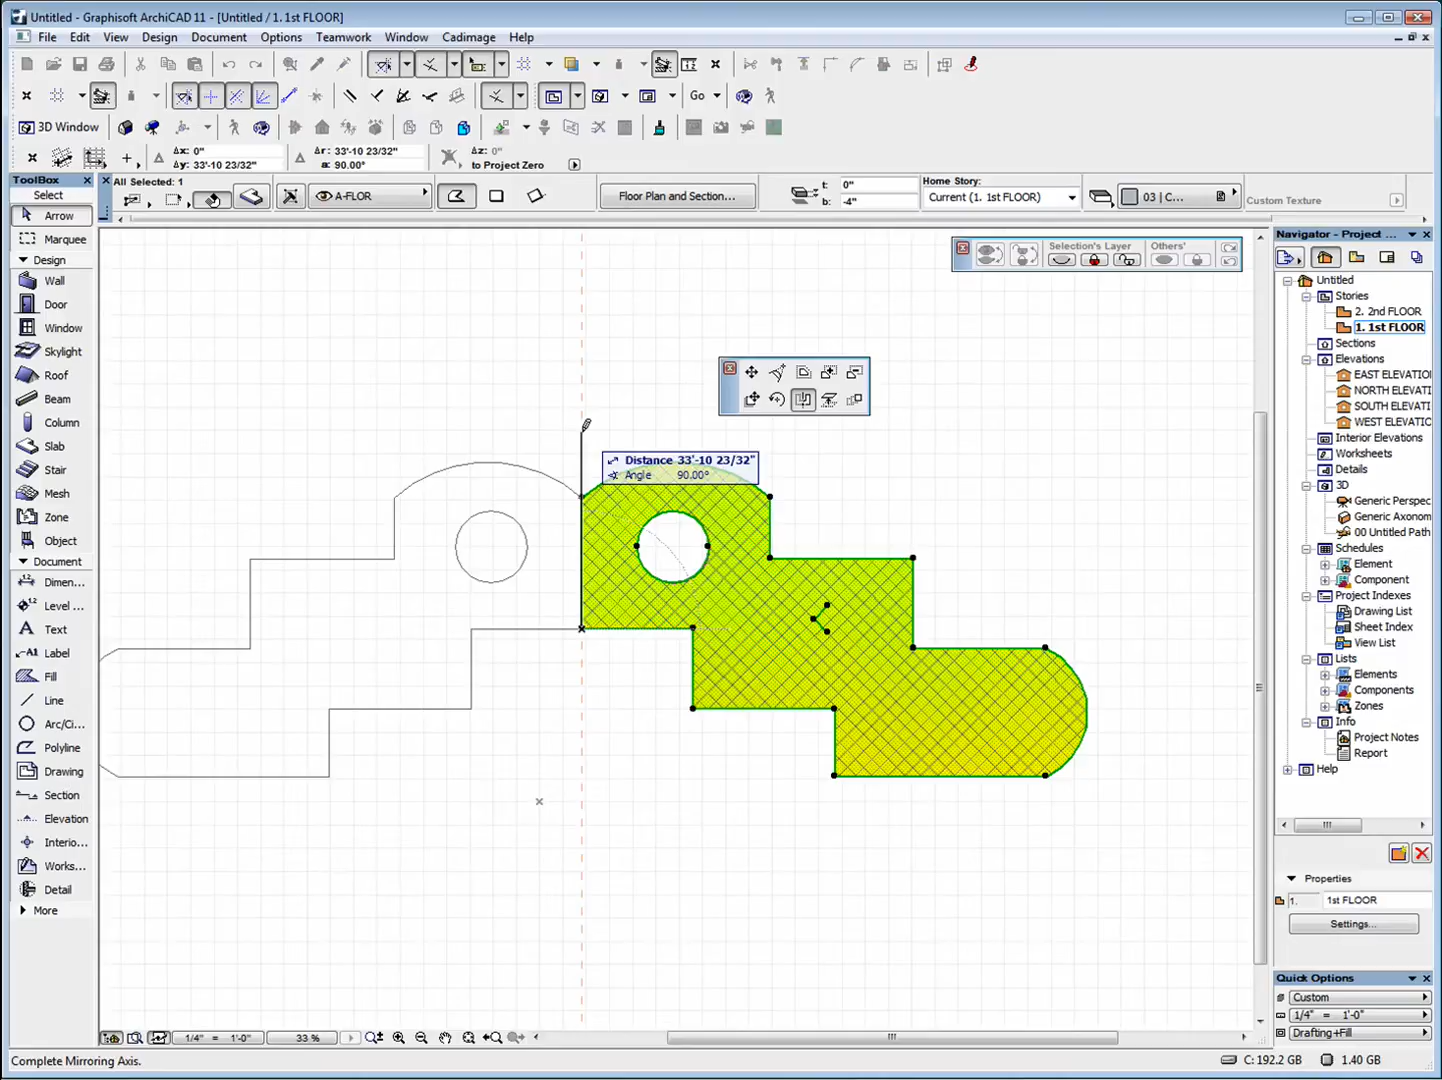 Untitled - Graphisoft ArchiCAD 11 - [Untitled / 1. 1st FLOOR]
File Edit View Design Document Options Teamwork Window Cadimage Help
Go
3D Window
Δx: 0" Δr: 33'-10 23/32" Δz: 0"
Δy: 33'-10 23/32" a: 90.00° to Project Zero
ToolBox
Select
Arrow
Marquee
Design
Wall
Door
Window
Skylight
Roof
Beam
Column
Slab
Stair
Mesh
Zone
Object
Document
Dimen...
Level ...
Text
A1 Label
Fill
Line
Arc/Ci...
Polyline
Drawing
Section
Elevation
Interio...
Works...
Detail
More
All Selected: 1
A-FLOR
Floor Plan and Section...
t: 0"
b: -4"
Home Story:
Current (1. 1st FLOOR)
03 | C...
Custom Texture
Selection's Layer Others'
Distance 33'-10 23/32"
Angle 90.00°
Navigator - Project ...
Untitled
Stories
2. 2nd FLOOR
1. 1st FLOOR
Sections
Elevations
EAST ELEVATIO
NORTH ELEVATI
SOUTH ELEVATI
WEST ELEVATIC
Interior Elevations
Worksheets
Details
3D
Generic Perspec
Generic Axonom
00 Untitled Path
Schedules
Element
Component
Project Indexes
Drawing List
Sheet Index
View List
Lists
Elements
Components
Zones
Info
Project Notes
Report
Help
Properties
1. 1st FLOOR
Settings...
Quick Options
Custom
1/4" = 1'-0"
Drafting+Fill
1/4" = 1'-0" 33 %
Complete Mirroring Axis.
C: 192.2 GB 1.40 GB